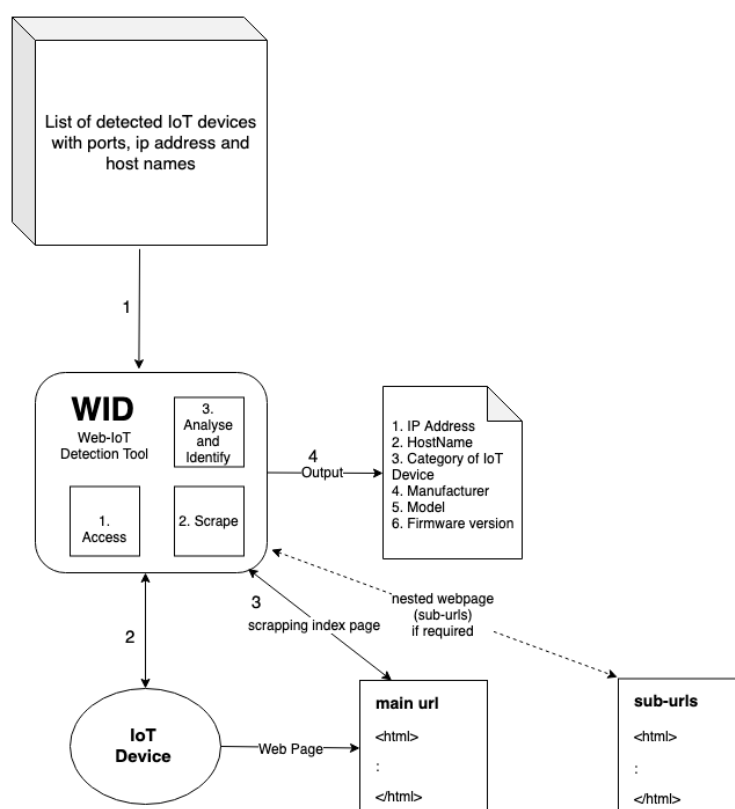 List of detected IoT devices
with ports, ip address and
host names
1
WID
Web-IoT
Detection Tool
3.
Analyse
and
Identify
1.
Access
2. Scrape
4
Output
1. IP Address
2. HostName
3. Category of IoT
Device
4. Manufacturer
5. Model
6. Firmware version
2
3
scrapping index page
nested webpage
(sub-urls)
if required
IoT
Device
Web Page
main url
<html>
:
</html>
sub-urls
<html>
:
</html>